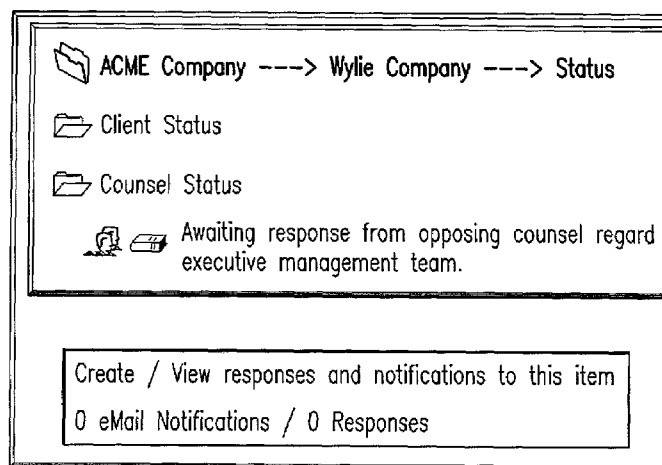 ACME Company ---> Wylie Company ---> Status
Client Status
Counsel Status
Awaiting response from opposing counsel regard
executive management team.
Create / View responses and notifications to this item
0 eMail Notifications / 0 Responses